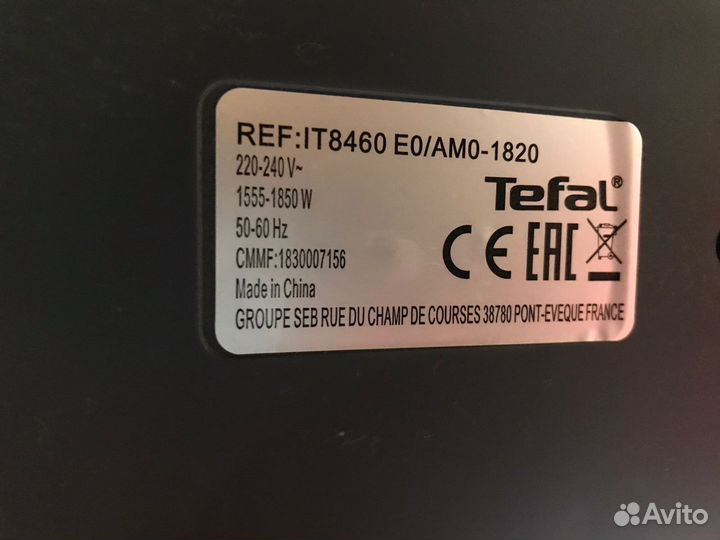 REF:IT8460 E0/AM0-1820
220-240 V~
1555-1850 W
50-60 Hz
CMMF:1830007156
Made in China
Tefal®
CE EAC
GROUPE SEB RUE DU CHAMP DE COURSES 38780 PONT-EVEQUE FRANCE
Avito